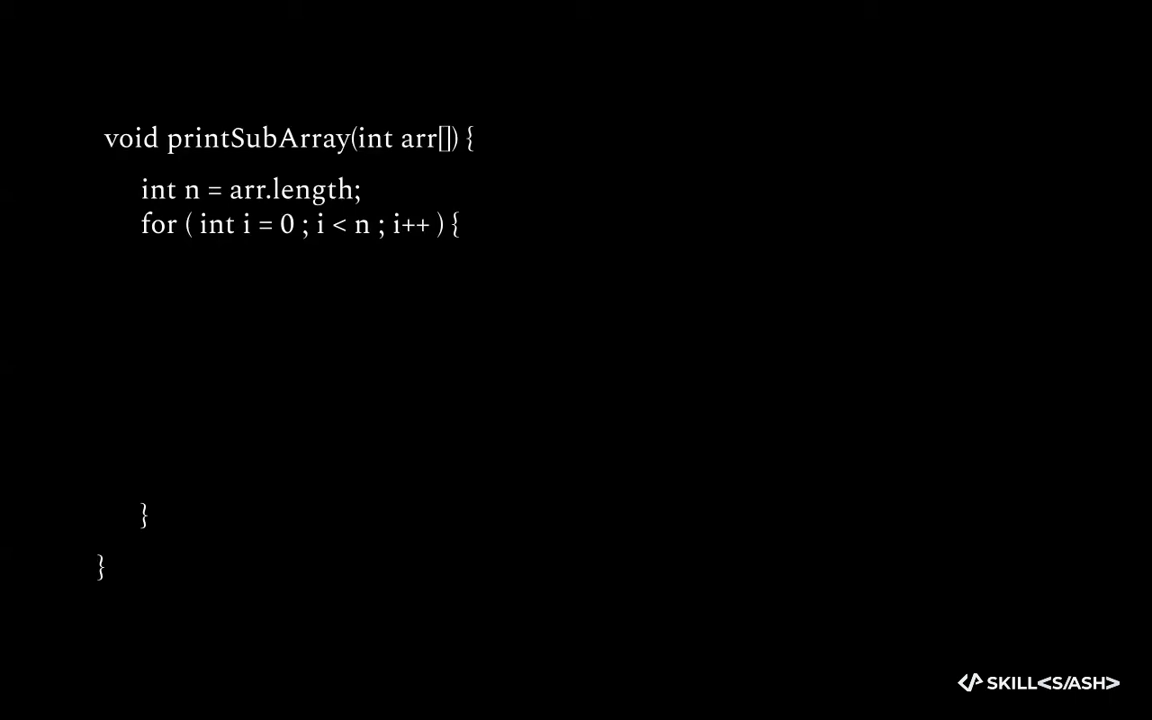 void printSubArray(int arr[]) {
int n = arr.length;
for ( int i = 0 ; i < n ; i++ ) {
}
}
</> SKILL<S/ASH>